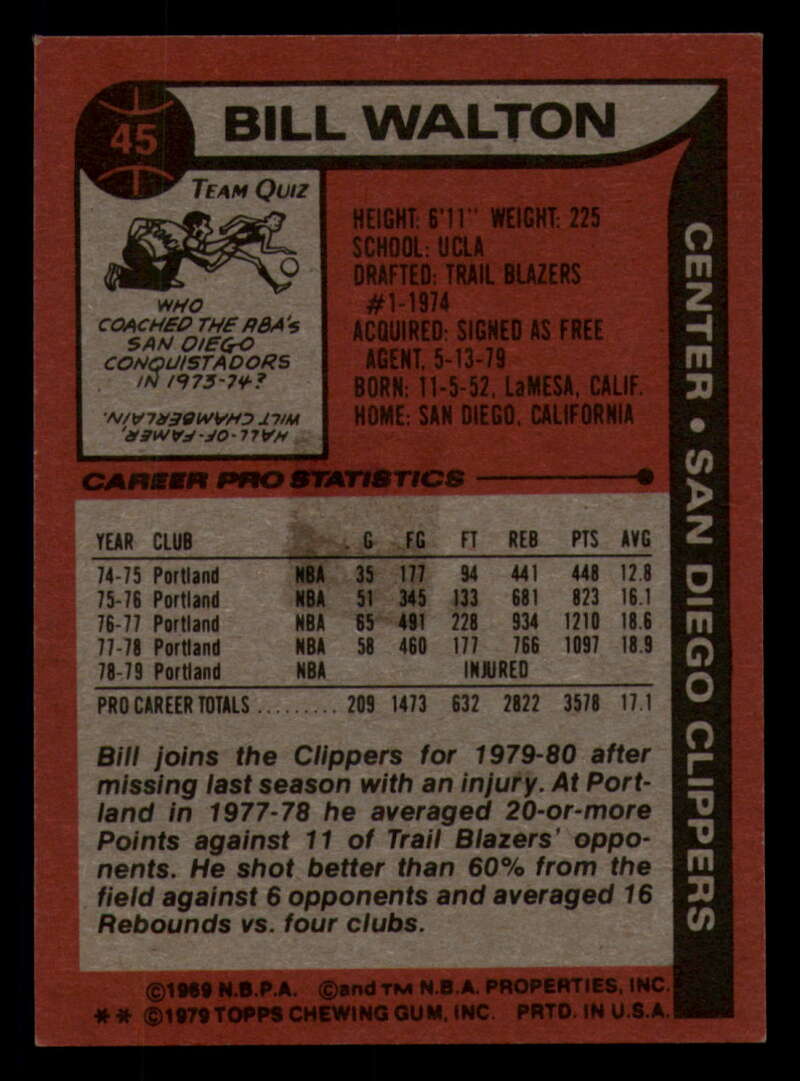 45
BILL WALTON
TEAM QUIZ
WHO
COACHED THE ABA's
SAN DIEGO
CONQUISTADORS
IN 1973-74?
HALL-OF-FAMER,
WILT CHAMBERLAIN.
HEIGHT: 6'11" WEIGHT: 225
SCHOOL: UCLA
DRAFTED: TRAIL BLAZERS
#1-1974
ACQUIRED: SIGNED AS FREE
AGENT, 5-13-79
BORN: 11-5-52, LaMESA, CALIF.
HOME: SAN DIEGO, CALIFORNIA
CENTER • SAN DIEGO CLIPPERS
CAREER PRO STATISTICS
YEAR CLUB G FG FT REB PTS AVG
74-75 Portland NBA 35 177 94 441 448 12.8
75-76 Portland NBA 51 345 133 681 823 16.1
76-77 Portland NBA 65 491 228 934 1210 18.6
77-78 Portland NBA 58 460 177 766 1097 18.9
78-79 Portland NBA INJURED
PRO CAREER TOTALS ......... 209 1473 632 2822 3578 17.1
Bill joins the Clippers for 1979-80 after
missing last season with an injury. At Port-
land in 1977-78 he averaged 20-or-more
Points against 11 of Trail Blazers' oppo-
nents. He shot better than 60% from the
field against 6 opponents and averaged 16
Rebounds vs. four clubs.
©1969 N.B.P.A. ©and TM N.B.A. PROPERTIES, INC.
** ©1979 TOPPS CHEWING GUM, INC. PRTD. IN U.S.A.